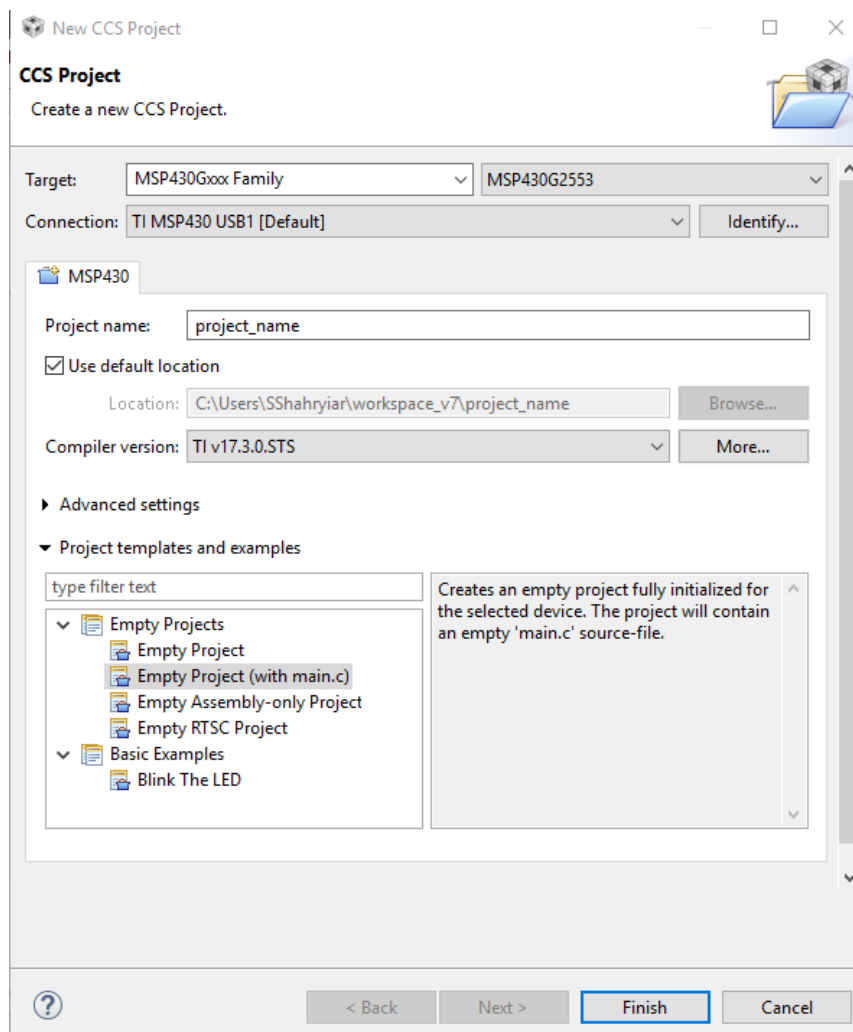 New CCS Project
CCS Project
Create a new CCS Project.
Target: MSP430Gxxx Family MSP430G2553
Connection: TI MSP430 USB1 [Default] Identify...
MSP430
Project name: project_name
Use default location
Location: C:\Users\SShahryiar\workspace_v7\project_name Browse...
Compiler version: TI v17.3.0.STS More...
Advanced settings
Project templates and examples
type filter text
Empty Projects
Empty Project
Empty Project (with main.c)
Empty Assembly-only Project
Empty RTSC Project
Basic Examples
Blink The LED
Creates an empty project fully initialized for
the selected device. The project will contain
an empty 'main.c' source-file.
? < Back Next > Finish Cancel